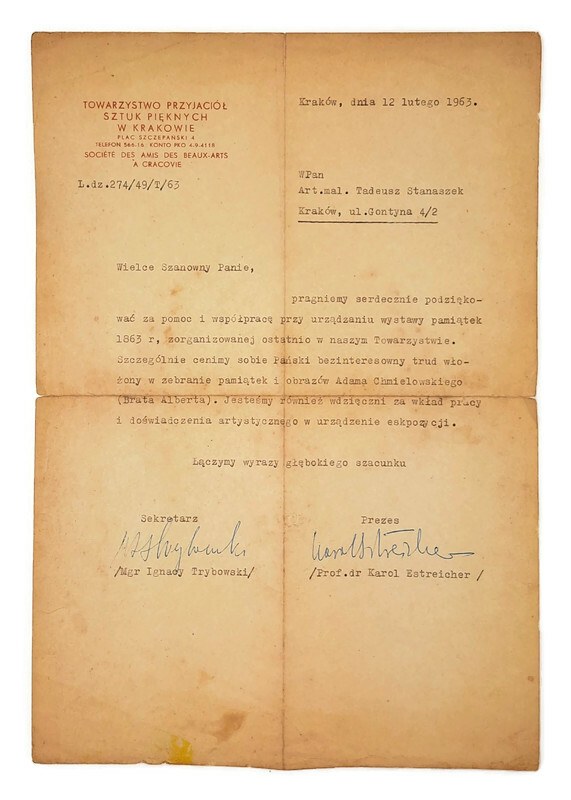 TOWARZYSTWO PRZYJACIÓŁ
SZTUK PIĘKNYCH
W KRAKOWIE
PLAC SZCZEPAŃSKI 4
TELEFON 566-16 · KONTO PKO 4-9-4118
SOCIÉTÉ DES AMIS DES BEAUX-ARTS
A CRACOVIE
L.dz.274/49/T/63
Kraków, dnia 12 lutego 1963.
WPan
Art.mal. Tadeusz Stanaszek
Kraków, ul.Gontyna 4/2
Wielce Szanowny Panie,
pragniemy serdecznie podzięko-
wać za pomoc i współpracę przy urządzaniu wystawy pamiątek
1863 r, zorganizowanej ostatnio w naszym Towarzystwie.
Szczególnie cenimy sobie Pański bezinteresowny trud wło-
żony w zebranie pamiątek i obrazów Adama Chmielowskiego
(Brata Alberta). Jesteśmy również wdzięczni za wkład pracy
i doświadczenia artystycznego w urządzenie eskpozycji.
Łączymy wyrazy głębokiego szacunku
Sekretarz
/Mgr Ignacy Trybowski/
Prezes
Karol Estreicher
/Prof.dr Karol Estreicher /